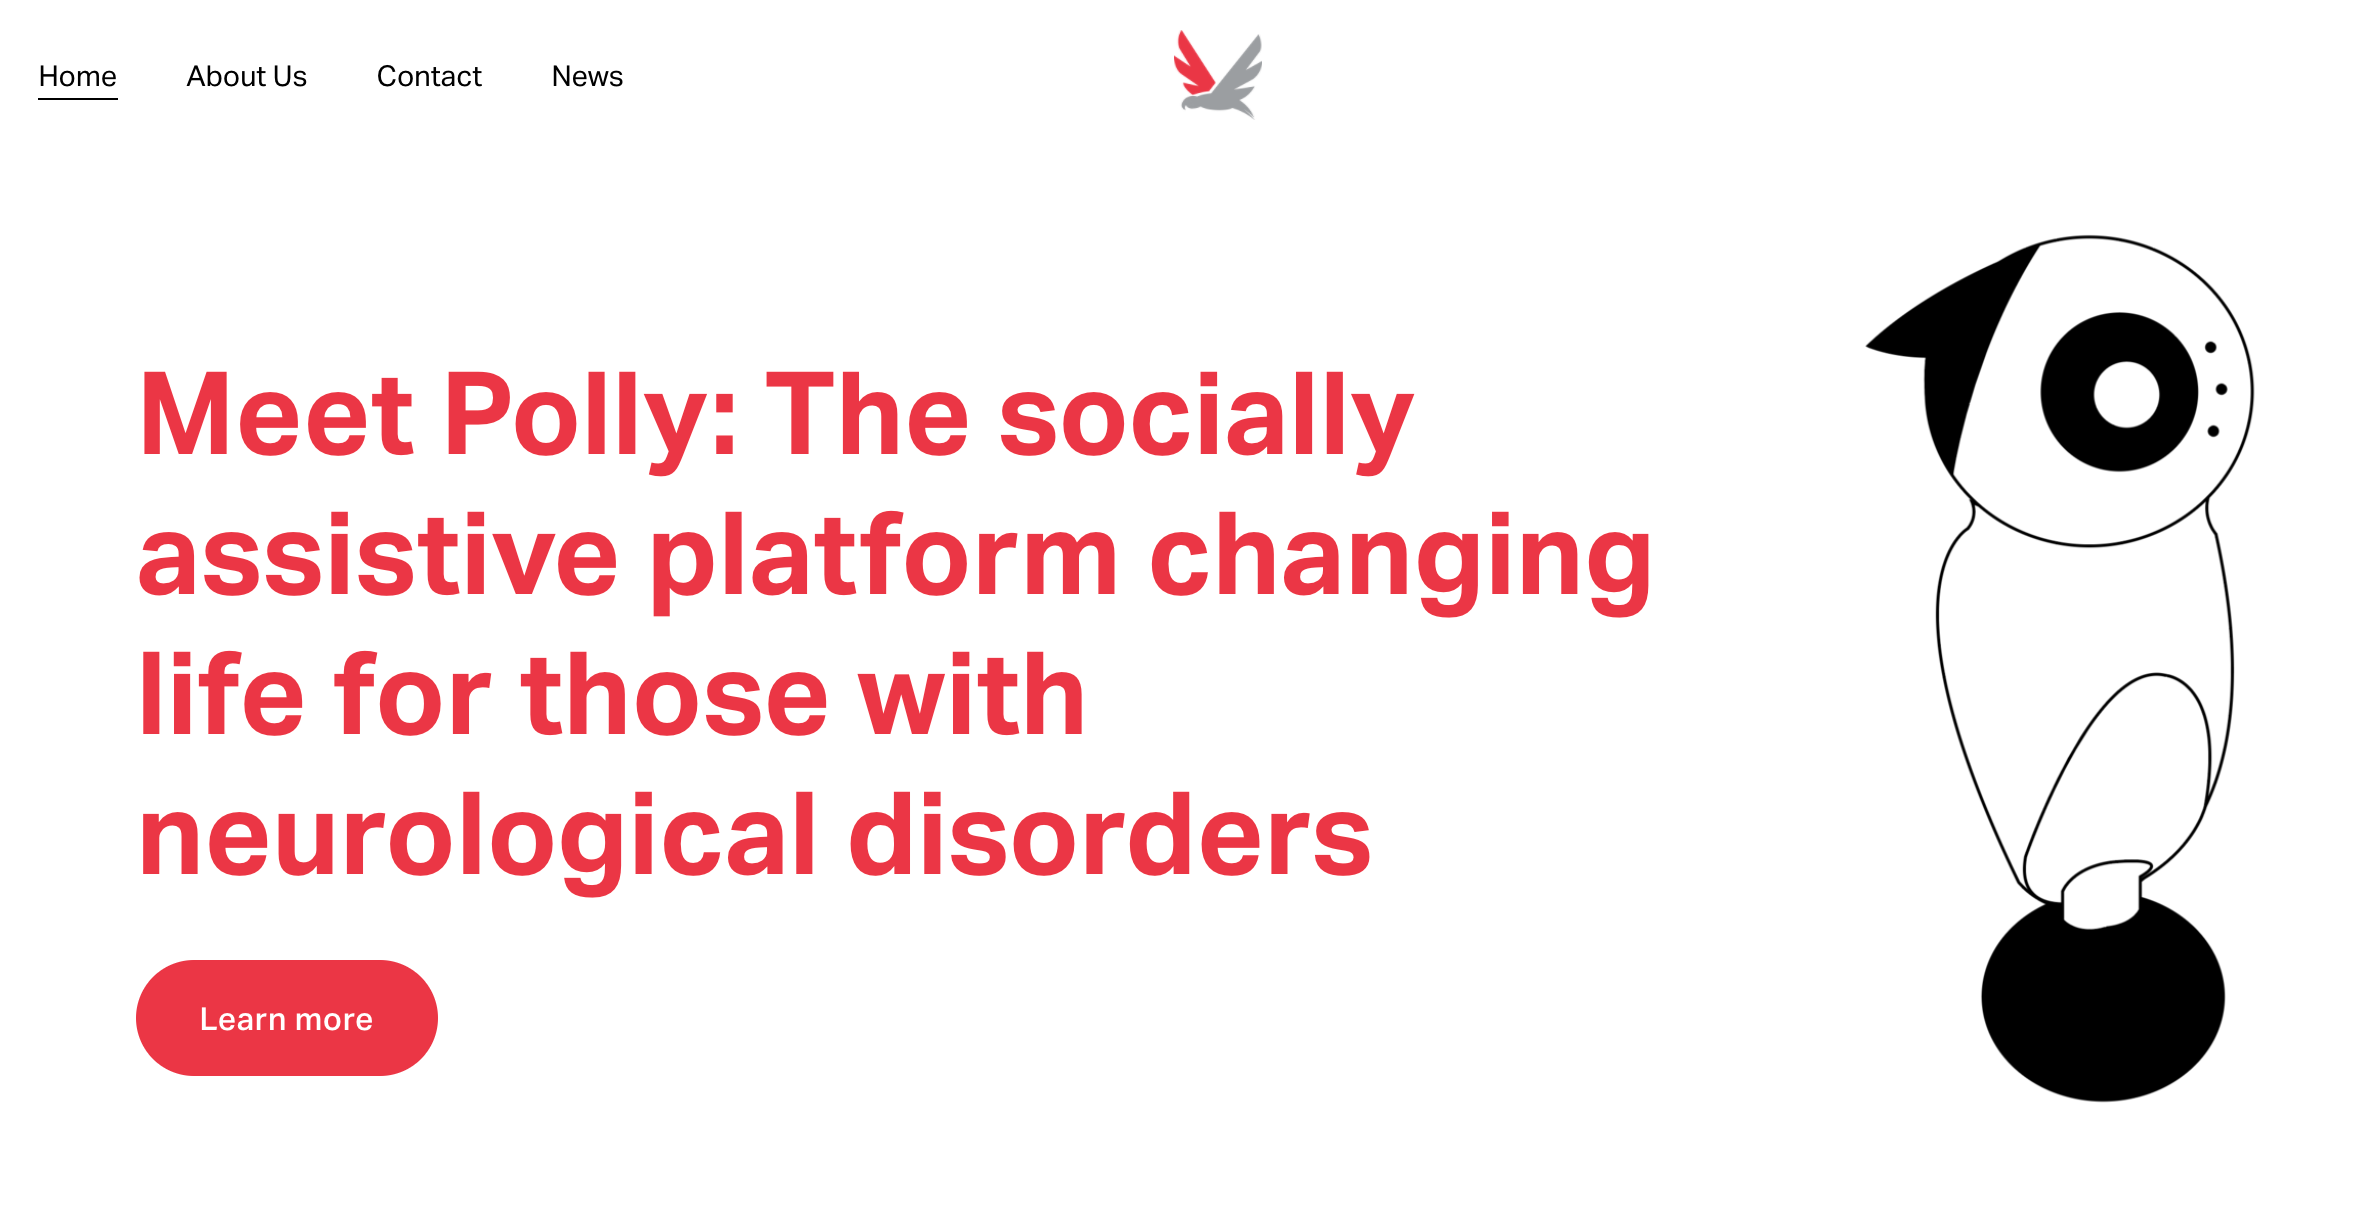 Home About Us Contact News
Meet Polly: The socially
assistive platform changing
life for those with
neurological disorders
Learn more